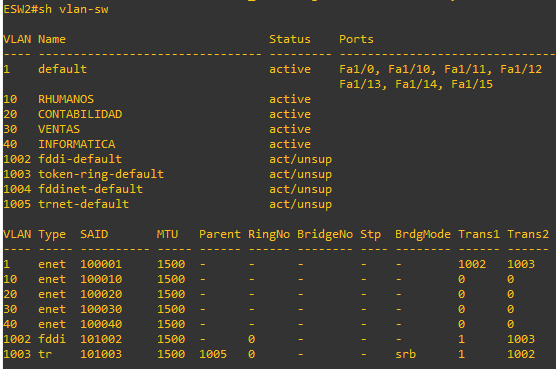 ESW2#sh vlan-sw
VLAN Name                             Status    Ports
---- -------------------------------- --------- -------------------------------
1    default                          active    Fa1/0, Fa1/10, Fa1/11, Fa1/12
                                                Fa1/13, Fa1/14, Fa1/15
10   RHUMANOS                         active
20   CONTABILIDAD                     active
30   VENTAS                           active
40   INFORMATICA                      active
1002 fddi-default                     act/unsup
1003 token-ring-default               act/unsup
1004 fddinet-default                  act/unsup
1005 trnet-default                    act/unsup
VLAN Type  SAID       MTU   Parent RingNo BridgeNo Stp  BrdgMode Trans1 Trans2
---- ----- ---------- ----- ------ ------ -------- ---- -------- ------ ------
1    enet  100001     1500  -      -      -        -    -        1002   1003
10   enet  100010     1500  -      -      -        -    -        0      0
20   enet  100020     1500  -      -      -        -    -        0      0
30   enet  100030     1500  -      -      -        -    -        0      0
40   enet  100040     1500  -      -      -        -    -        0      0
1002 fddi  101002     1500  -      0      -        -    -        1      1003
1003 tr    101003     1500  1005   0      -        -    srb      1      1002